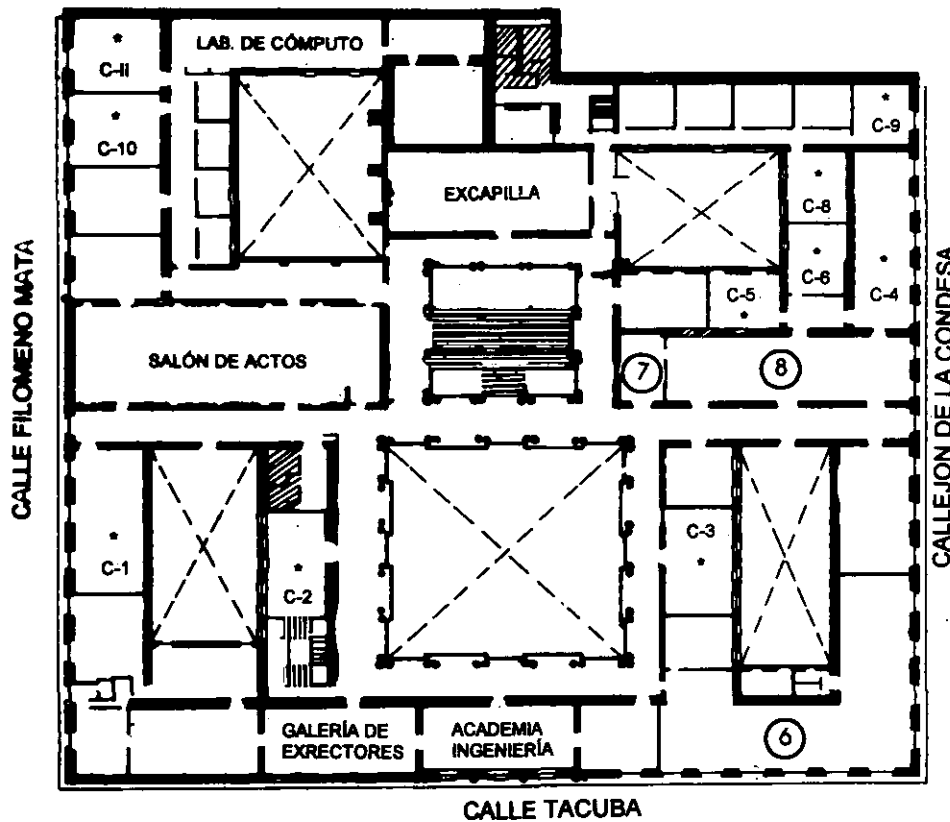 LAB. DE CÓMPUTO
*
C-11
*
C-10
*
C-9
EXCAPILLA
*
C-8
*
C-6
*
C-4
C-5
*
SALÓN DE ACTOS
7
8
CALLE FILOMENO MATA
CALLEJON DE LA CONDESA
*
C-1
*
C-2
C-3
*
GALERÍA DE
EXRECTORES
ACADEMIA
INGENIERÍA
6
CALLE TACUBA